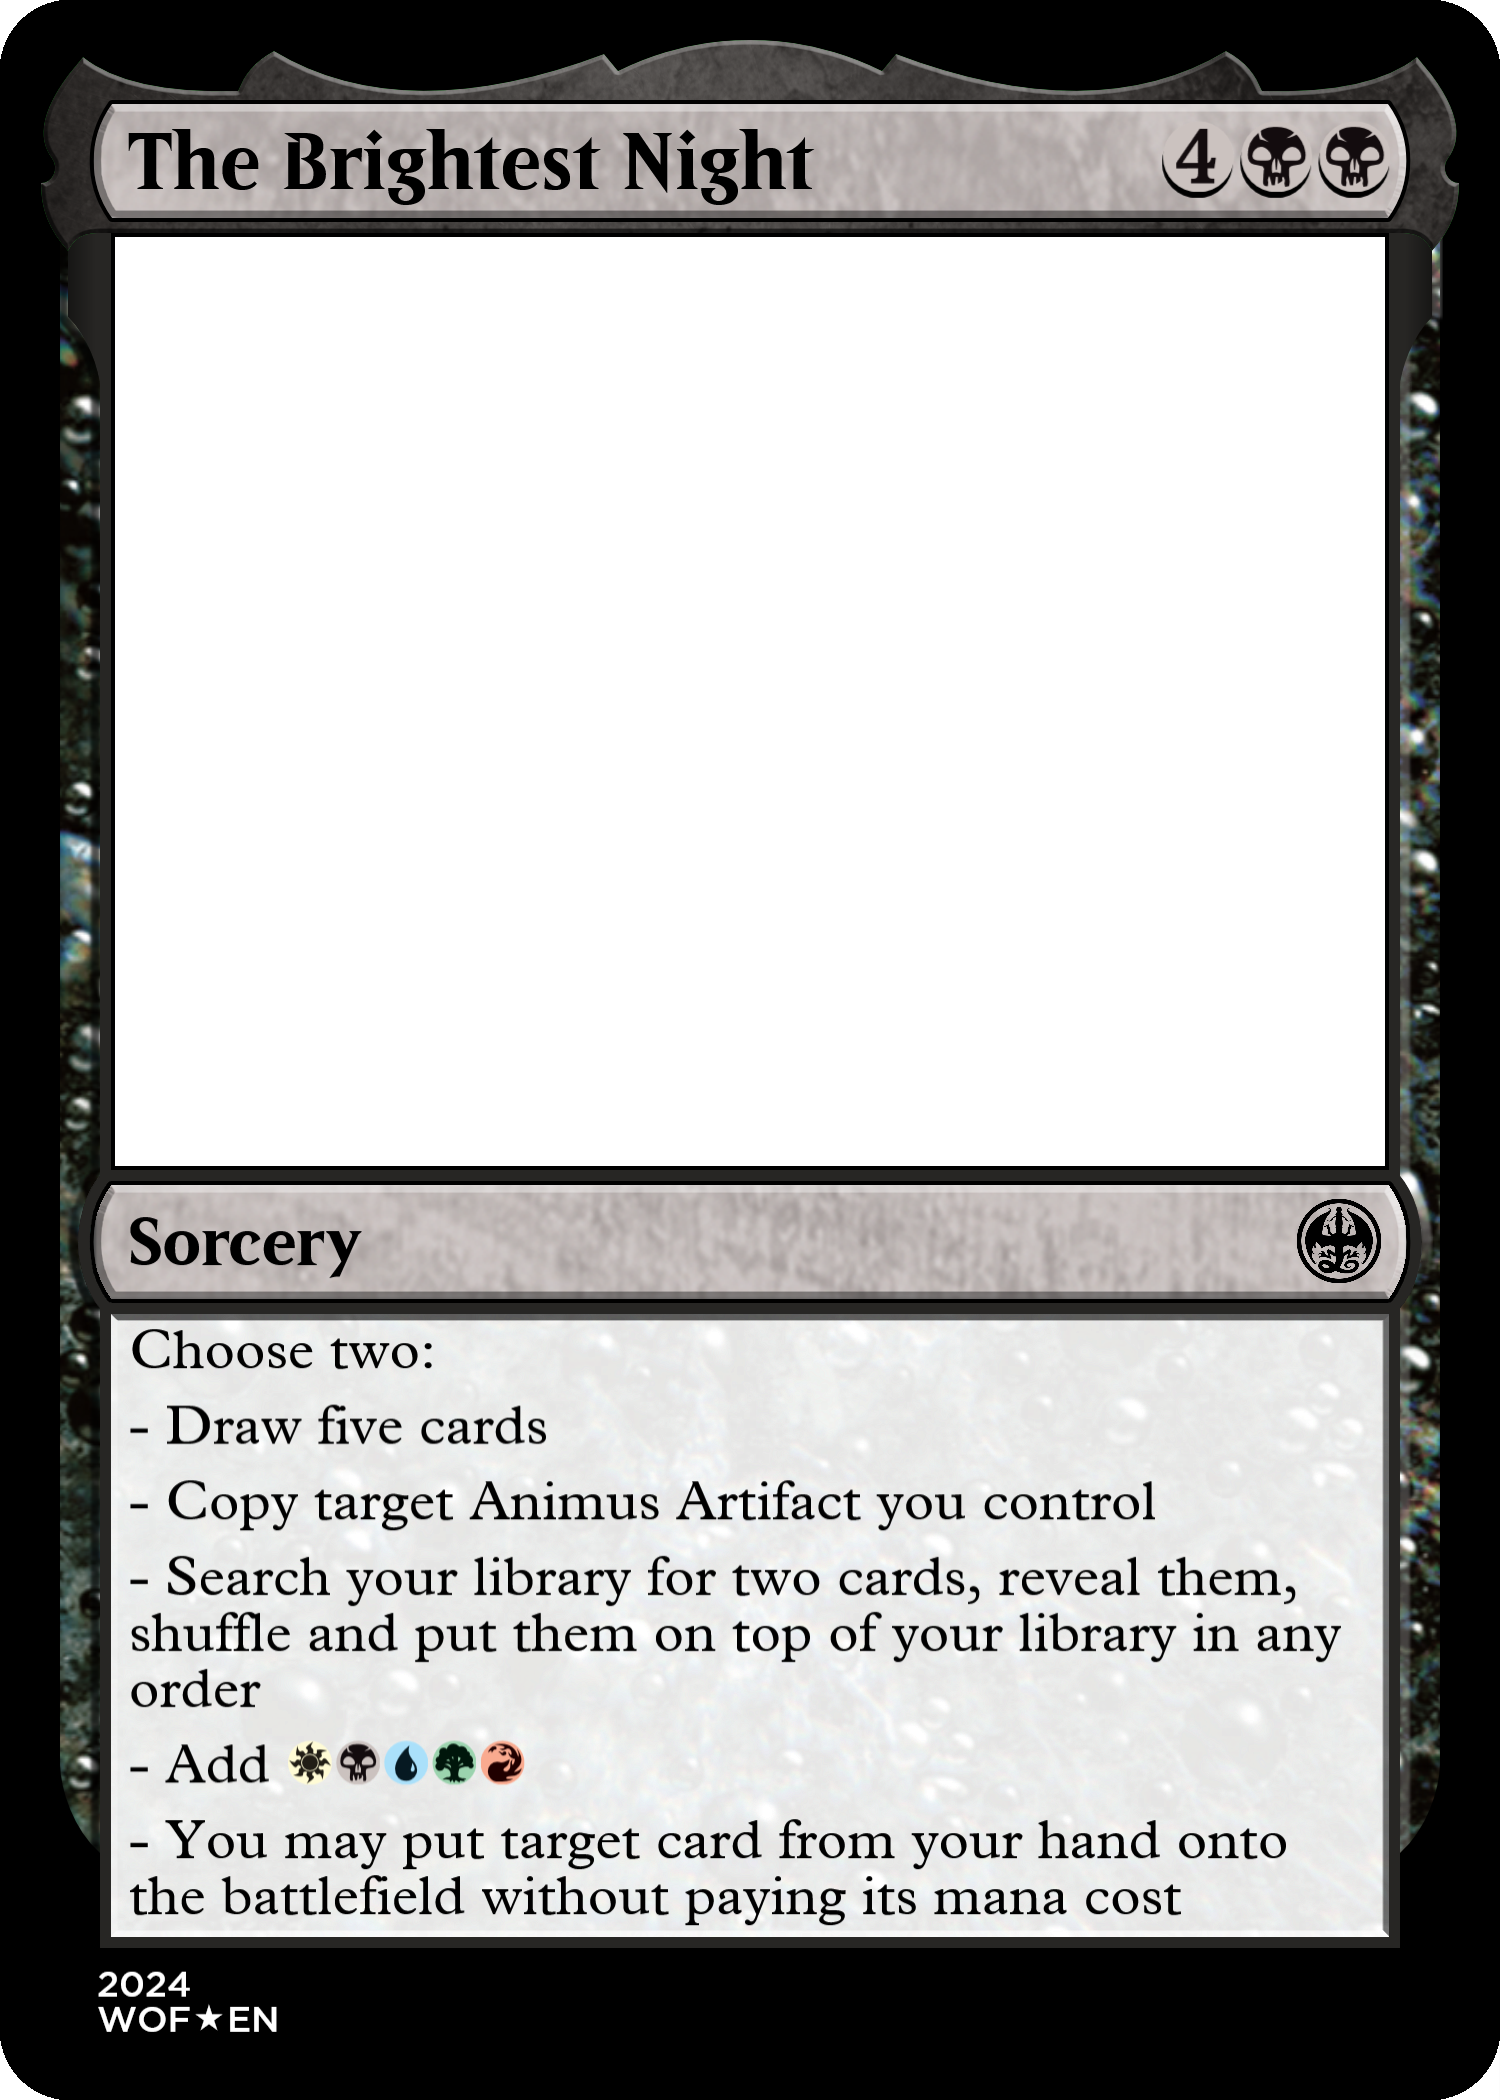 The Brightest Night 4
Sorcery
Choose two:
- Draw five cards
- Copy target Animus Artifact you control
- Search your library for two cards, reveal them,
shuffle and put them on top of your library in any
order
- Add
- You may put target card from your hand onto
the battlefield without paying its mana cost
2024
WOF★EN